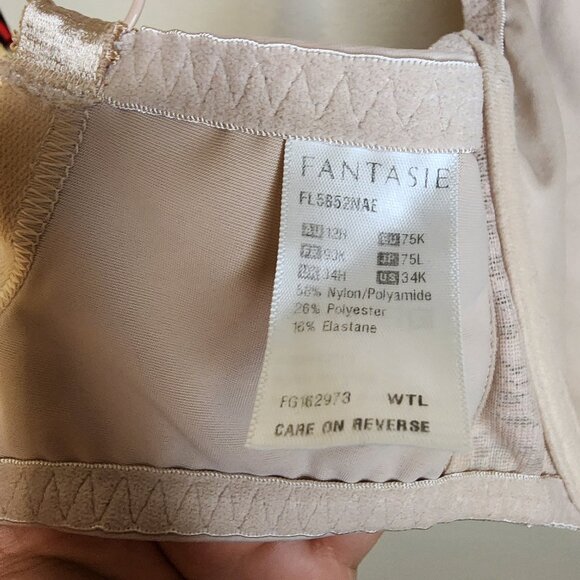 FANTASIE
FL5852NAE
AU 12H EU 75K
FR 90K JP 75L
UK 34H US 34K
58% Nylon/Polyamide
26% Polyester
16% Elastane
FG162973 WTL
CARE ON REVERSE